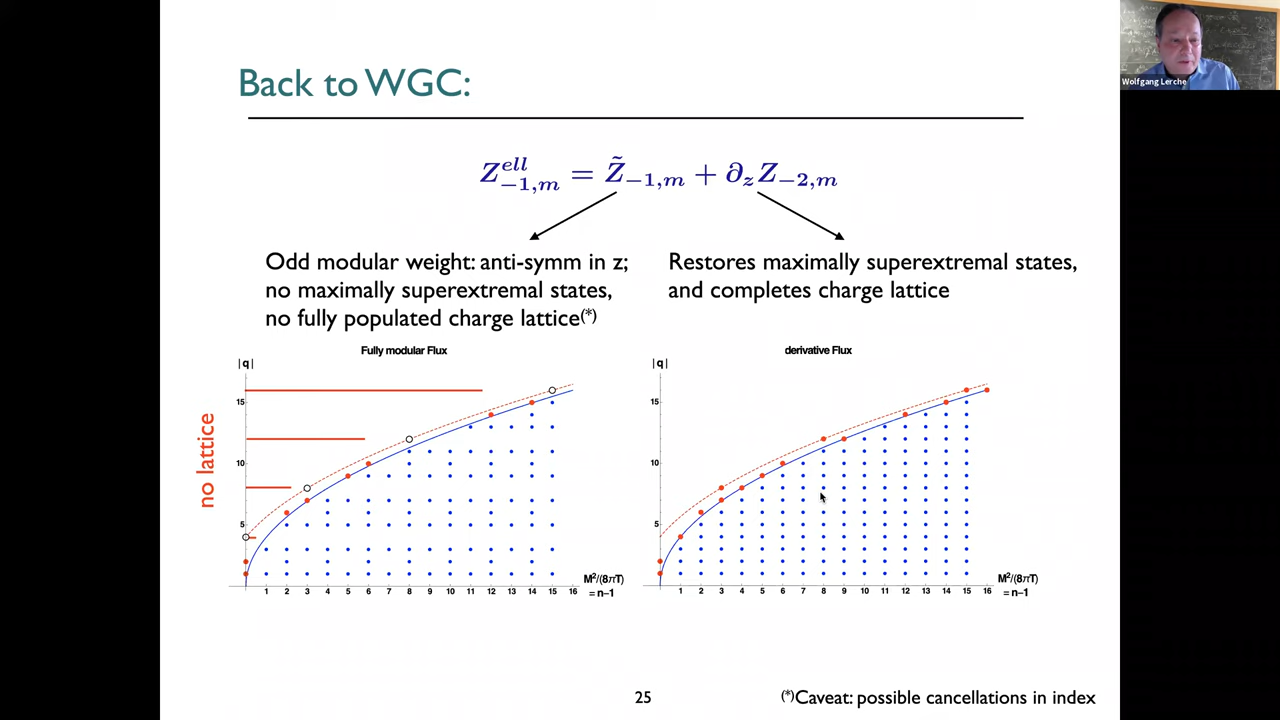 Back to WGC:
Wolfgang Lerche
Z^{ell}_{-1,m} = \tilde{Z}_{-1,m} + ∂_z Z_{-2,m}
Odd modular weight: anti-symm in z;
no maximally superextremal states,
no fully populated charge lattice(*)
Restores maximally superextremal states,
and completes charge lattice
Fully modular Flux
|q|
15
10
5
1 2 3 4 5 6 7 8 9 10 11 12 13 14 15 16
M²/(8πT)
= n–1
no lattice
derivative Flux
|q|
15
10
5
1 2 3 4 5 6 7 8 9 10 11 12 13 14 15 16
M²/(8πT)
= n–1
25
(*)Caveat: possible cancellations in index